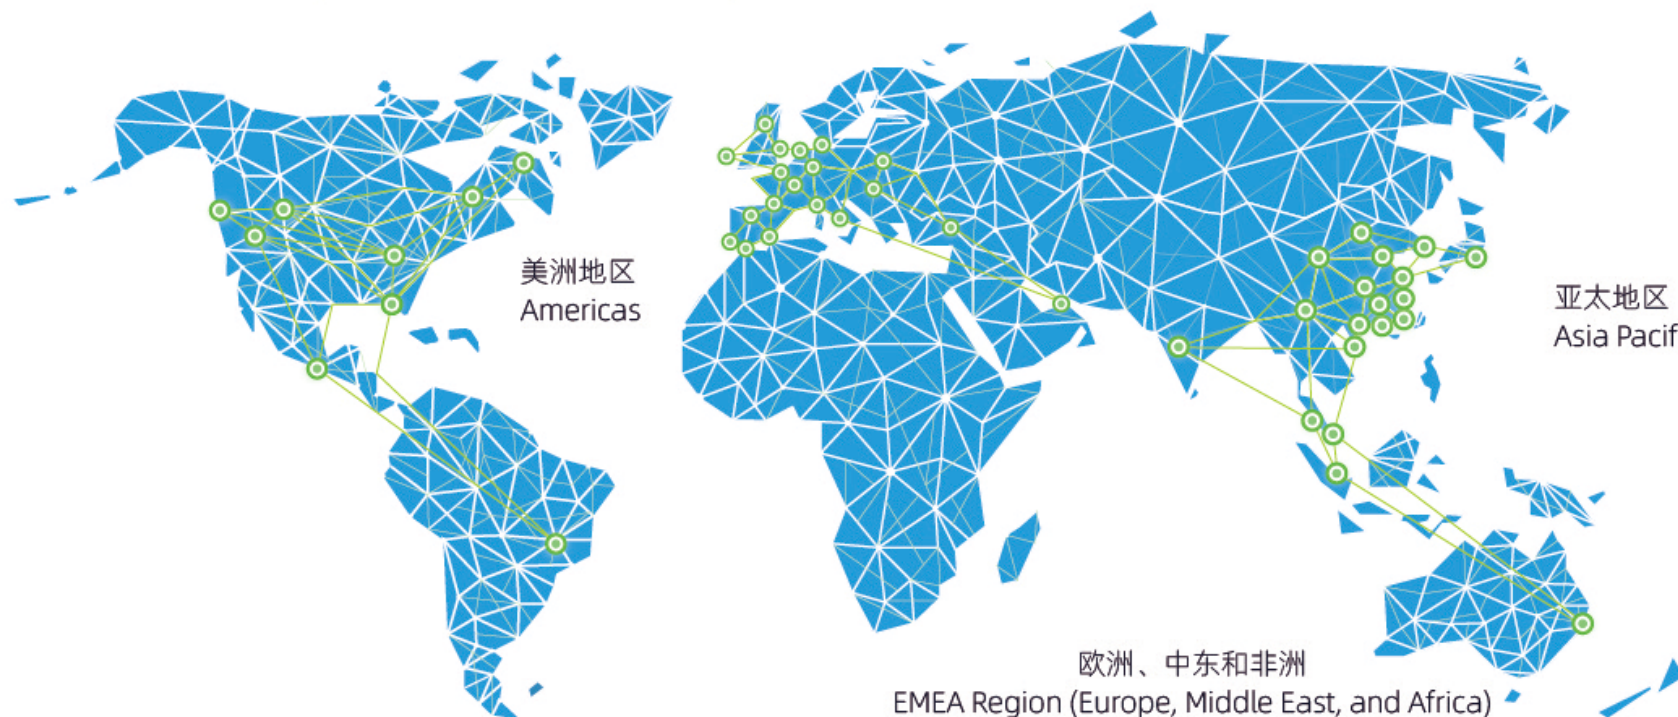 美洲地区
Americas
亚太地区
Asia Pacif
欧洲、中东和非洲
EMEA Region (Europe, Middle East, and Africa)